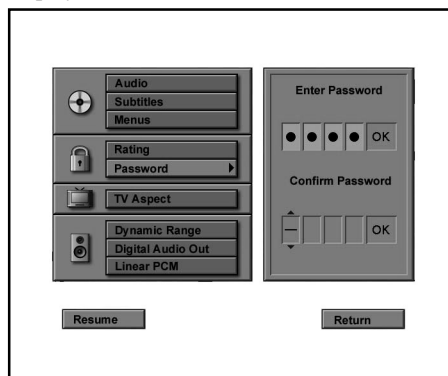 Audio
Subtitles
Menus
Rating
Password
TV Aspect
Dynamic Range
Digital Audio Out
Linear PCM
Enter Password
OK
Confirm Password
OK
Resume
Return